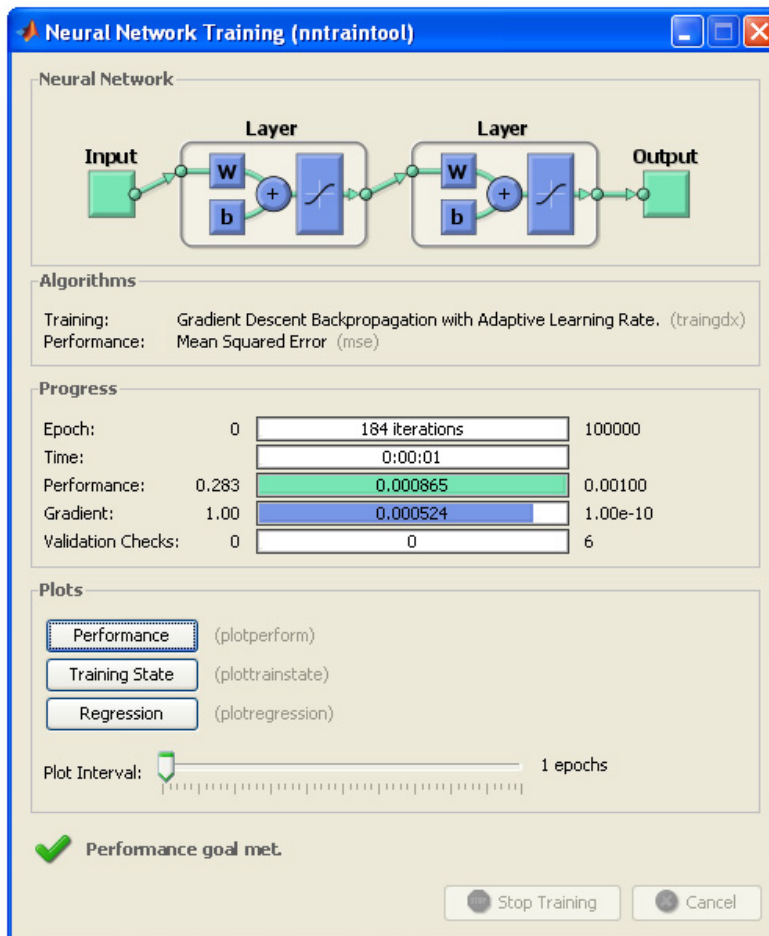 Neural Network Training (nntraintool)
Neural Network
Layer Layer
Input Output
W W
b b
+ +
Algorithms
Training: Gradient Descent Backpropagation with Adaptive Learning Rate. (traingdx)
Performance: Mean Squared Error (mse)
Progress
Epoch: 0 184 iterations 100000
Time: 0:00:01
Performance: 0.283 0.000865 0.00100
Gradient: 1.00 0.000524 1.00e-10
Validation Checks: 0 0 6
Plots
Performance (plotperform)
Training State (plottrainstate)
Regression (plotregression)
Plot Interval: 1 epochs
Performance goal met.
Stop Training Cancel